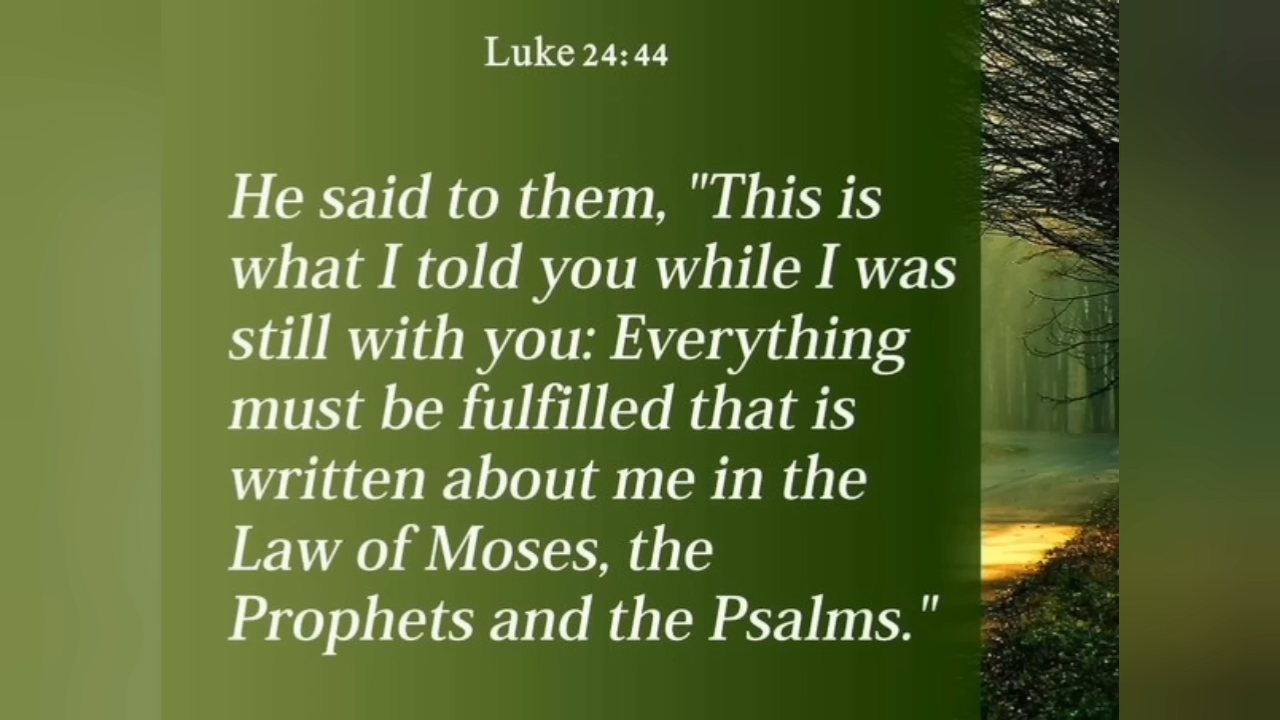 Luke 24:44
He said to them, "This is
what I told you while I was
still with you: Everything
must be fulfilled that is
written about me in the
Law of Moses, the
Prophets and the Psalms."